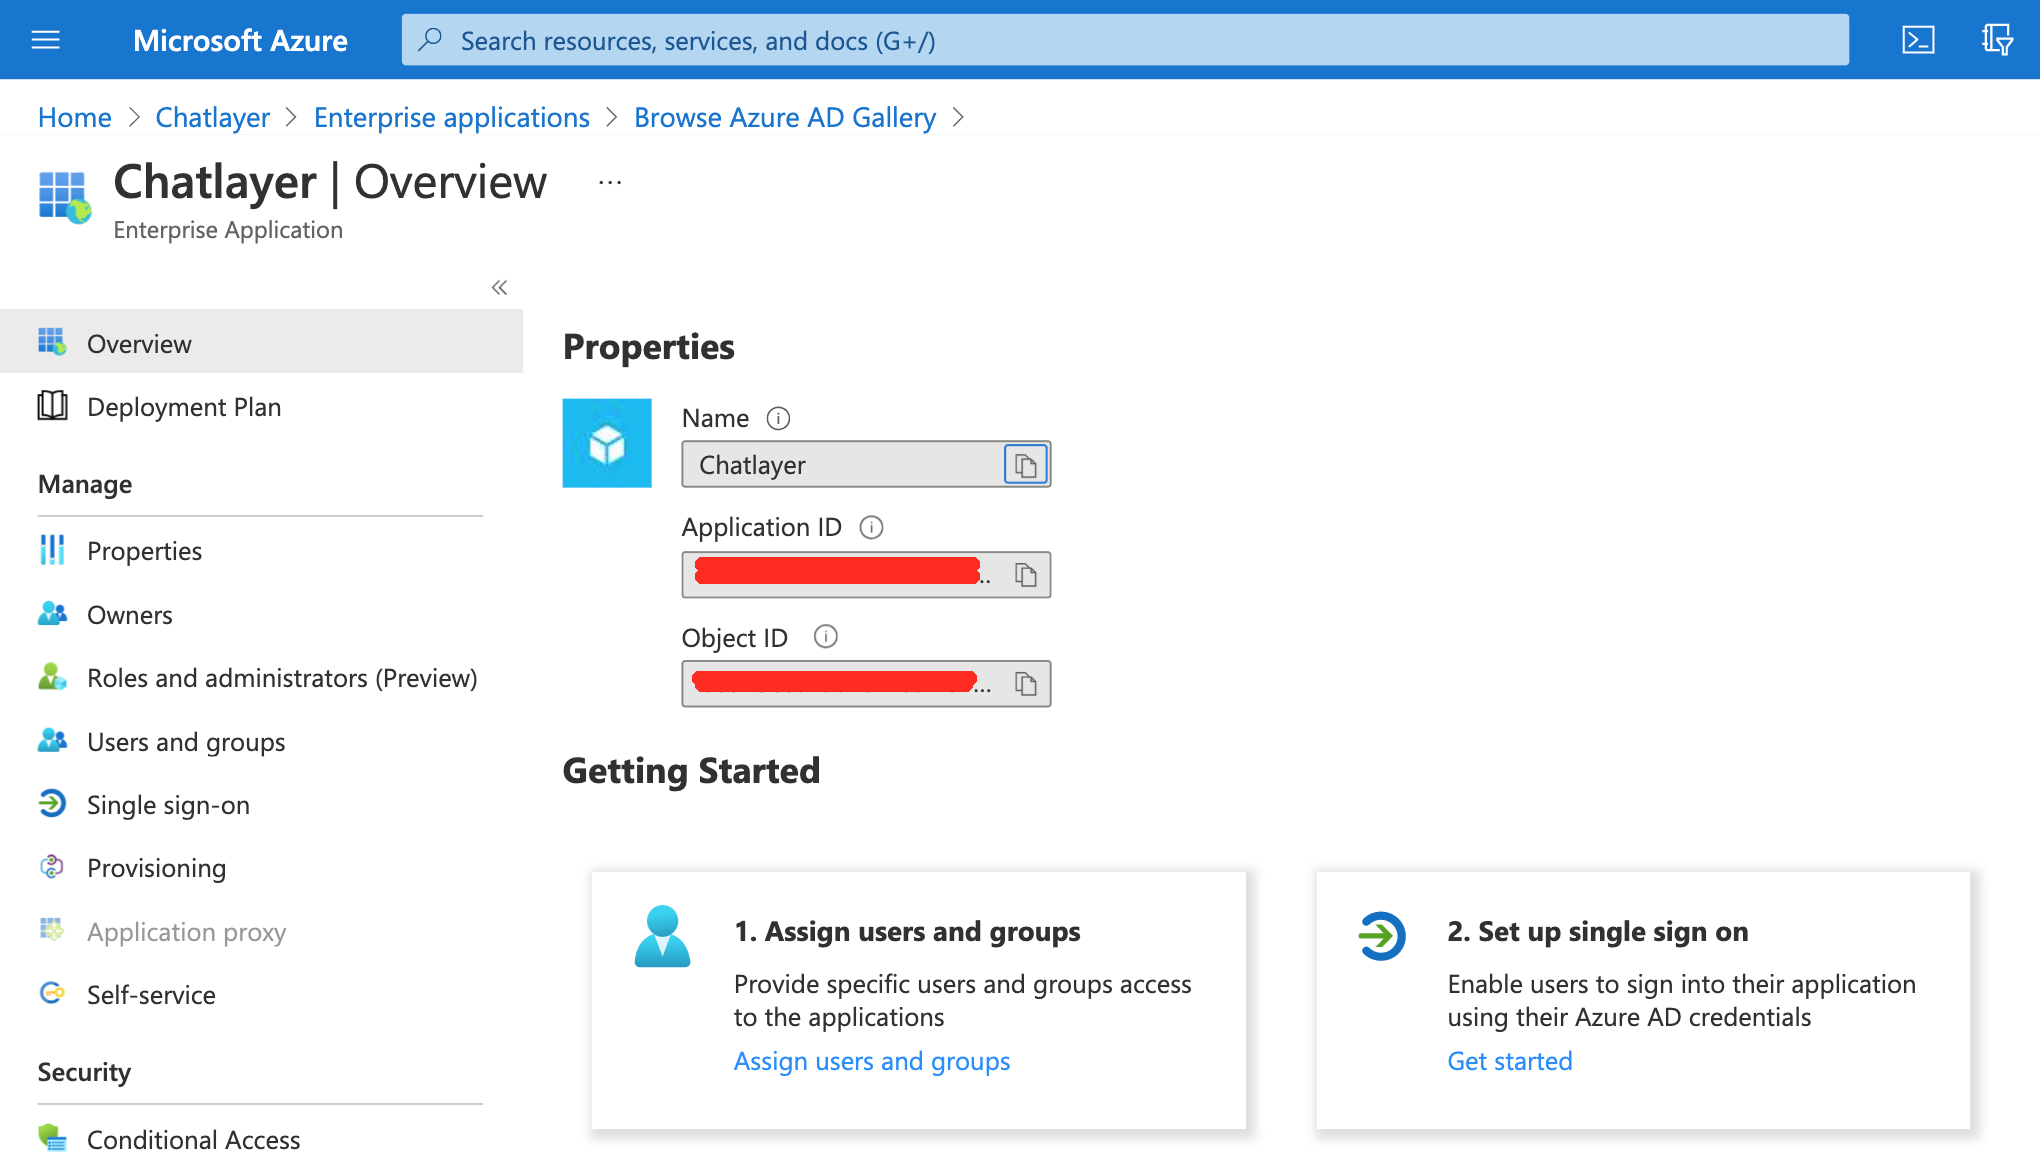 Microsoft Azure
Search resources, services, and docs (G+/)
Home > Chatlayer > Enterprise applications > Browse Azure AD Gallery >
Chatlayer | Overview ...
Enterprise Application
Overview
Deployment Plan
Manage
Properties
Owners
Roles and administrators (Preview)
Users and groups
Single sign-on
Provisioning
Application proxy
Self-service
Security
Conditional Access
Properties
Name
Chatlayer
Application ID
..
Object ID
...
Getting Started
1. Assign users and groups
Provide specific users and groups access
to the applications
Assign users and groups
2. Set up single sign on
Enable users to sign into their application
using their Azure AD credentials
Get started